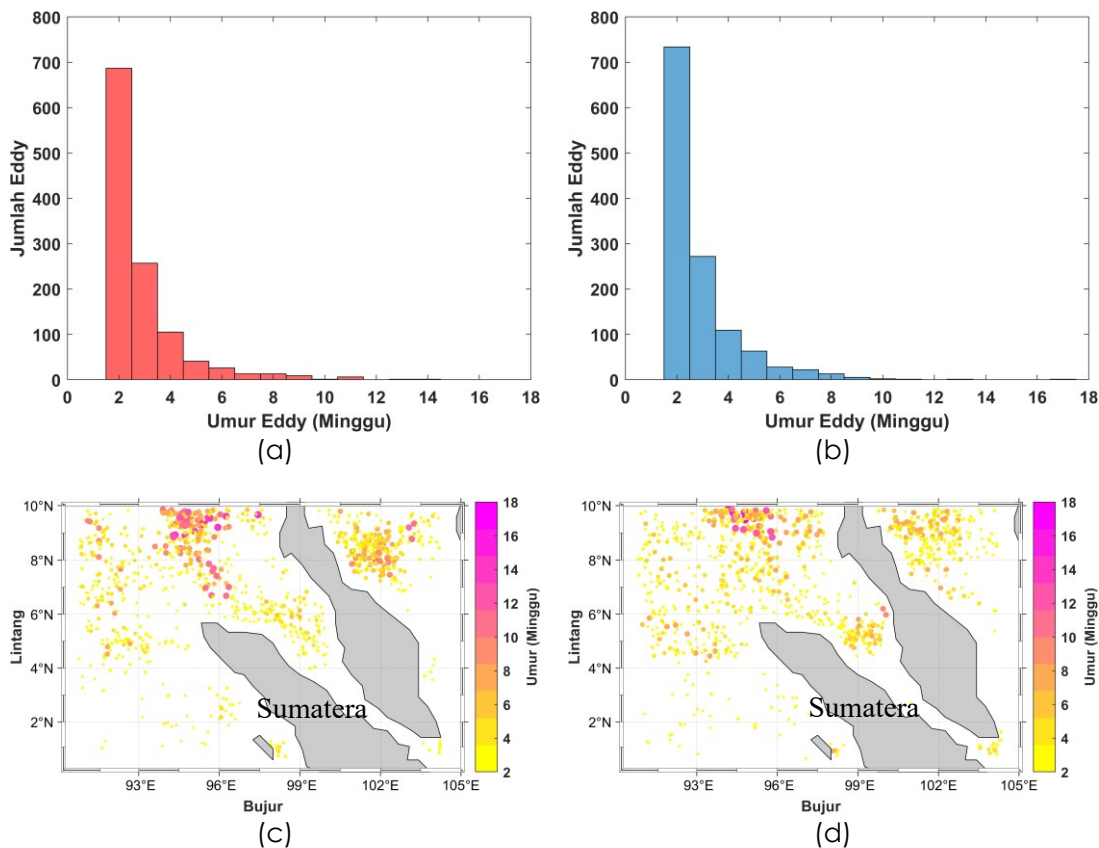 800
700
600
500
400
300
200
100
0
Jumlah Eddy
0 2 4 6 8 10 12 14 16 18
Umur Eddy (Minggu)
(a)
800
700
600
500
400
300
200
100
0
Jumlah Eddy
0 2 4 6 8 10 12 14 16 18
Umur Eddy (Minggu)
(b)
10°N
8°N
6°N
4°N
2°N
Lintang
Sumatera
93°E 96°E 99°E 102°E 105°E
Bujur
18
16
14
12
10
8
6
4
2
Umur (Minggu)
(c)
10°N
8°N
6°N
4°N
2°N
Lintang
Sumatera
93°E 96°E 99°E 102°E 105°E
Bujur
18
16
14
12
10
8
6
4
2
Umur (Minggu)
(d)